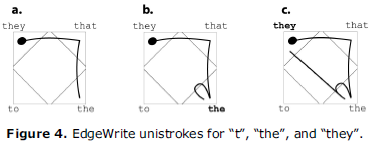 a. b. c.
they that they that they that
to the to the to the
Figure 4. EdgeWrite unistrokes for “t”, “the”, and “they”.